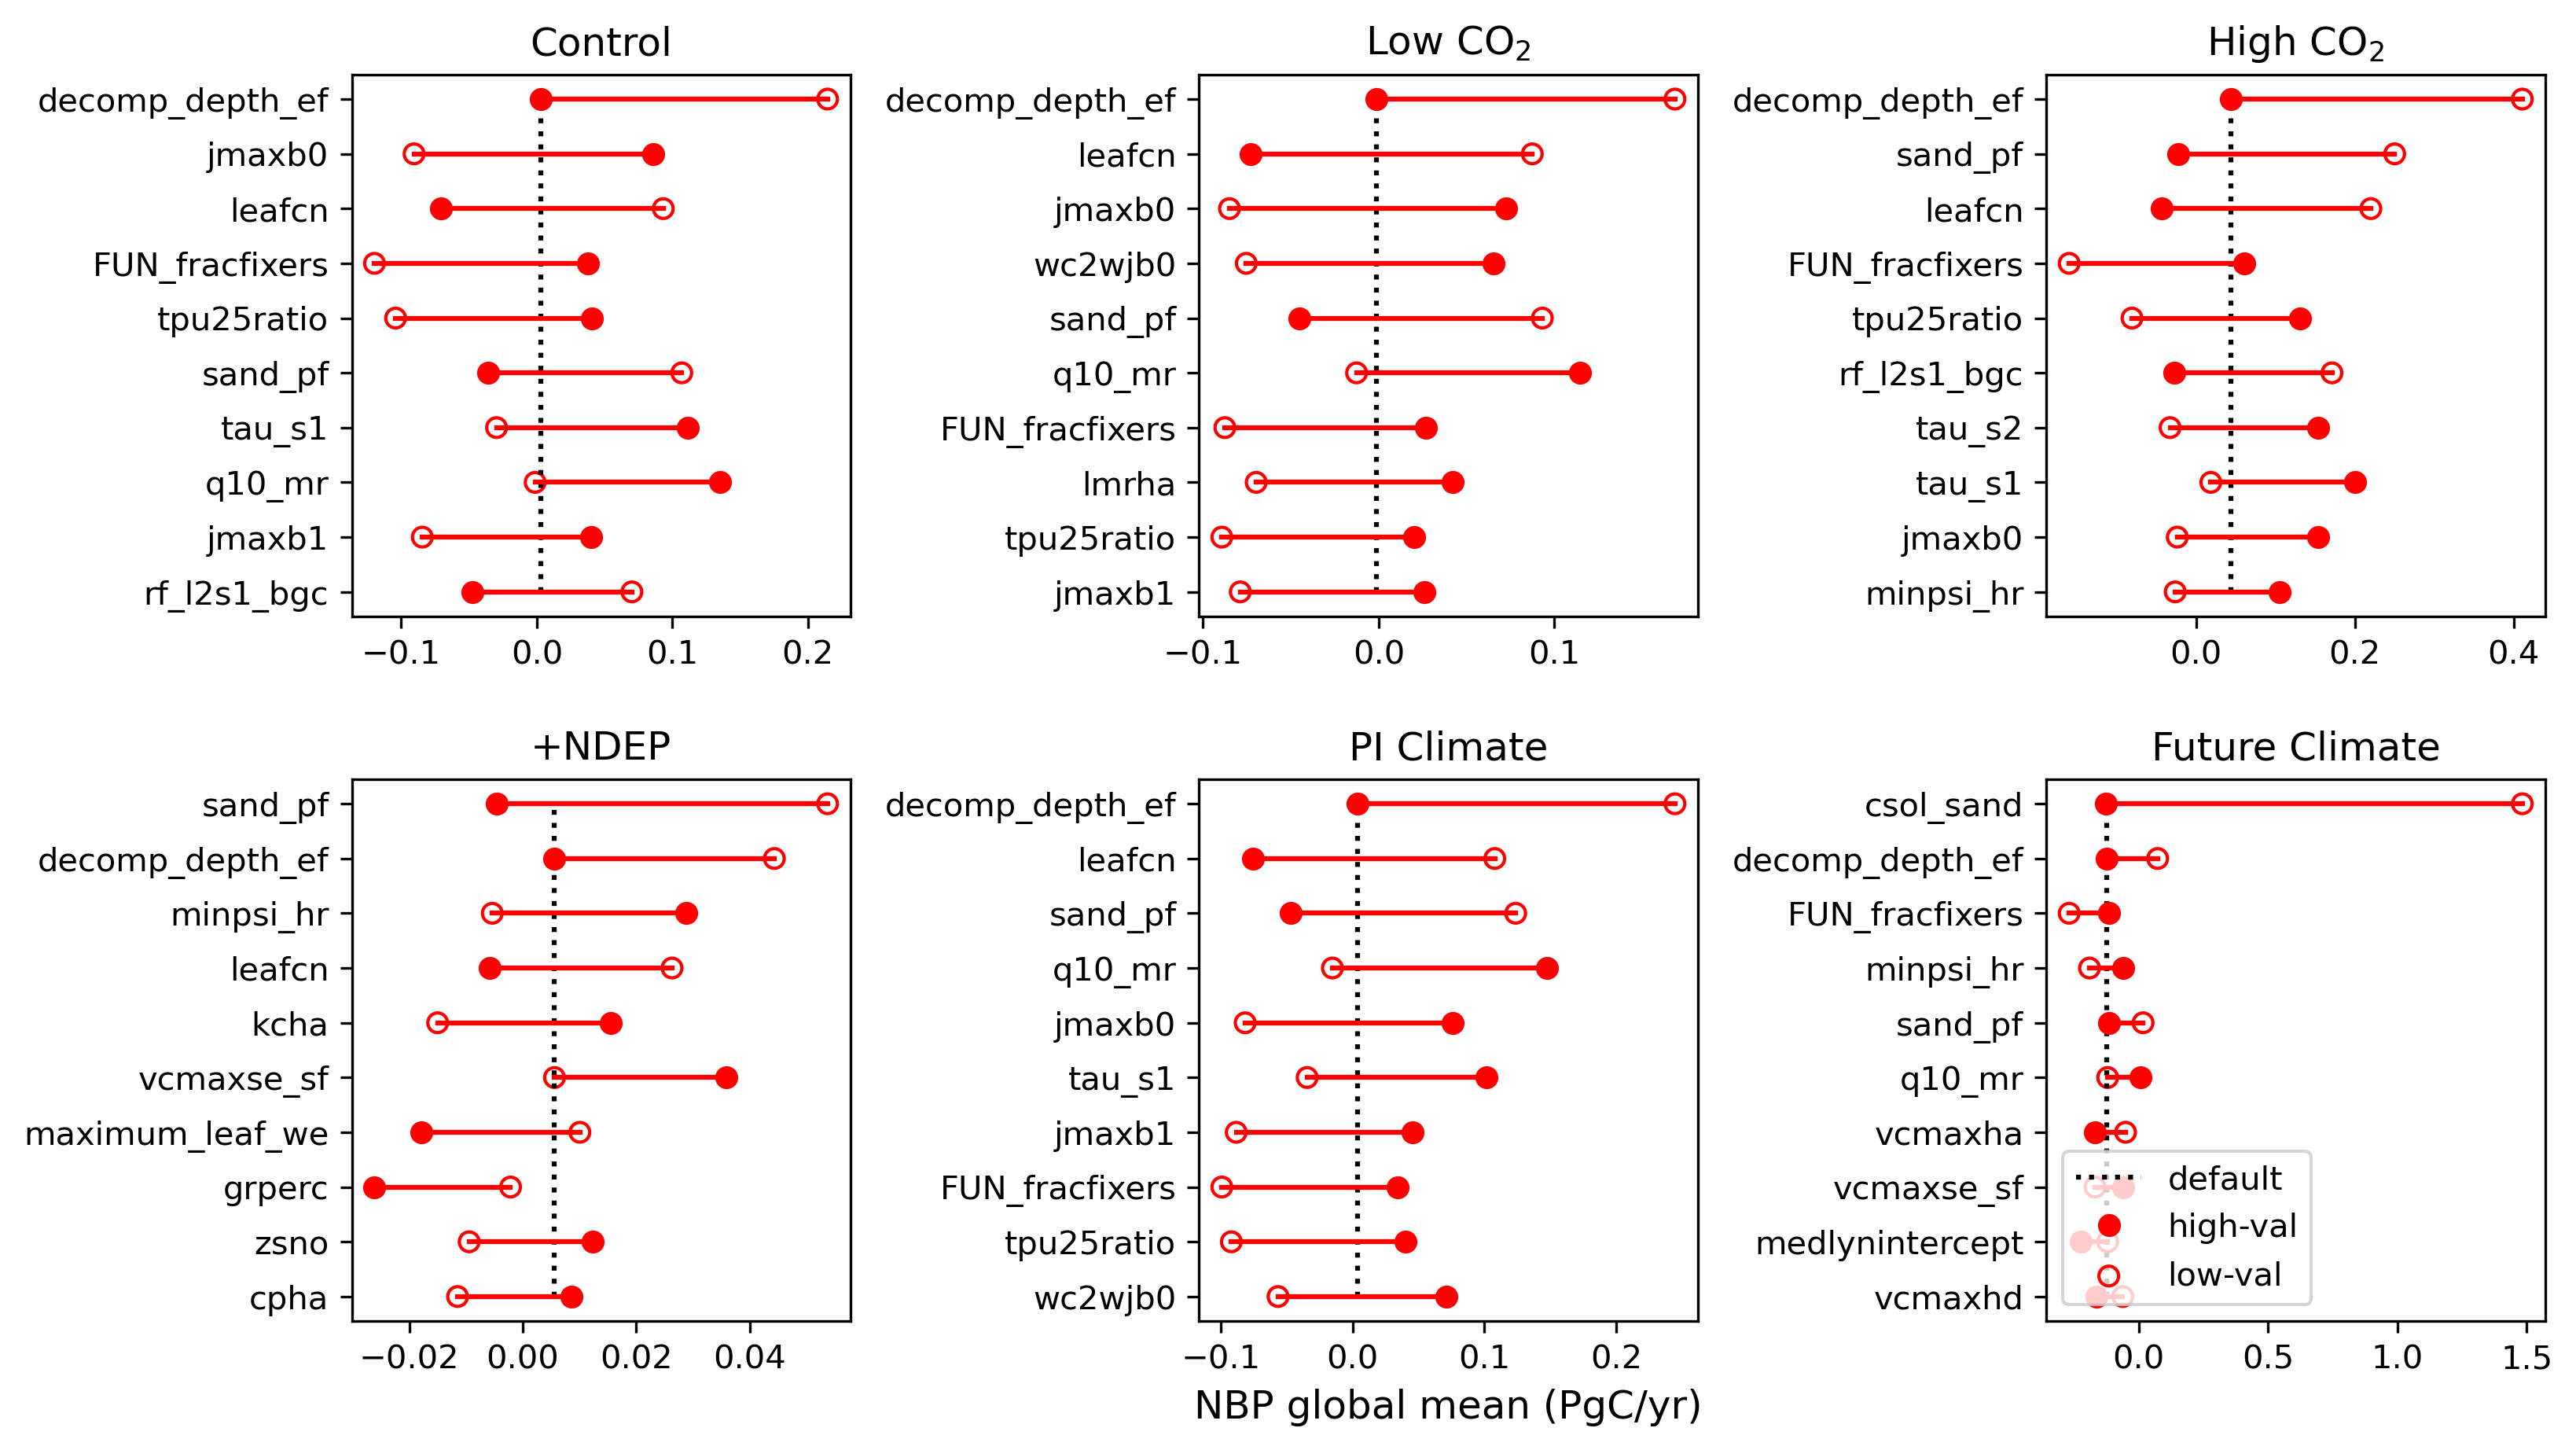 Control
decomp_depth_ef
jmaxb0
leafcn
FUN_fracfixers
tpu25ratio
sand_pf
tau_s1
q10_mr
jmaxb1
rf_l2s1_bgc
−0.1 0.0 0.1 0.2
Low CO₂
decomp_depth_ef
leafcn
jmaxb0
wc2wjb0
sand_pf
q10_mr
FUN_fracfixers
lmrha
tpu25ratio
jmaxb1
−0.1 0.0 0.1
High CO₂
decomp_depth_ef
sand_pf
leafcn
FUN_fracfixers
tpu25ratio
rf_l2s1_bgc
tau_s2
tau_s1
jmaxb0
minpsi_hr
0.0 0.2 0.4
+NDEP
sand_pf
decomp_depth_ef
minpsi_hr
leafcn
kcha
vcmaxse_sf
maximum_leaf_we
grperc
zsno
cpha
−0.02 0.00 0.02 0.04
PI Climate
decomp_depth_ef
leafcn
sand_pf
q10_mr
jmaxb0
tau_s1
jmaxb1
FUN_fracfixers
tpu25ratio
wc2wjb0
−0.1 0.0 0.1 0.2
NBP global mean (PgC/yr)
Future Climate
csol_sand
decomp_depth_ef
FUN_fracfixers
minpsi_hr
sand_pf
q10_mr
vcmaxha
vcmaxse_sf
medlynintercept
vcmaxhd
default
high-val
low-val
0.0 0.5 1.0 1.5